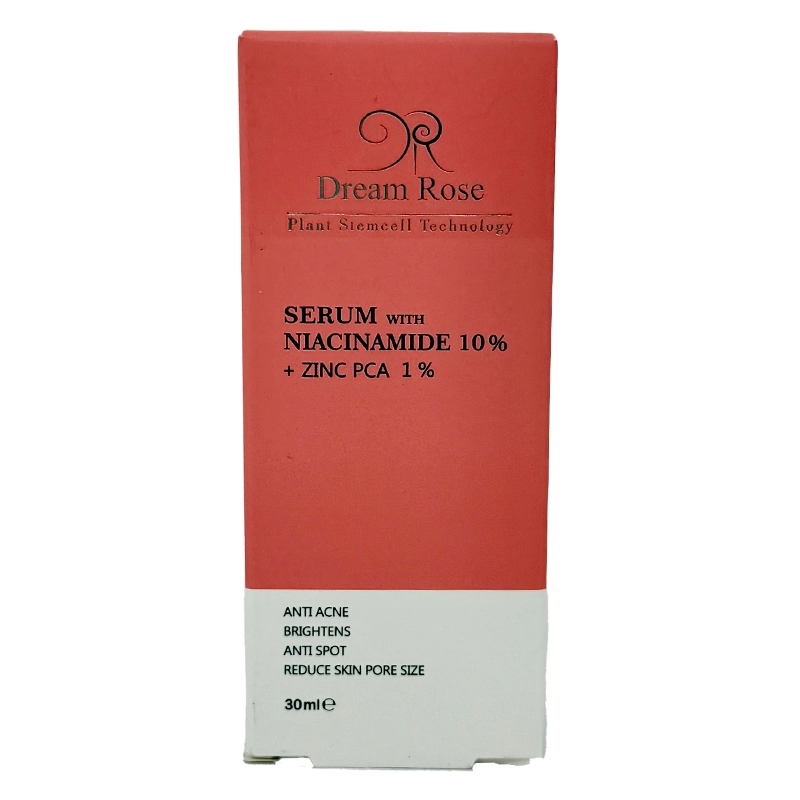 Dream Rose
Plant Stemcell Technology
SERUM WITH
NIACINAMIDE 10%
+ ZINC PCA 1%
ANTI ACNE
BRIGHTENS
ANTI SPOT
REDUCE SKIN PORE SIZE
30ml℮